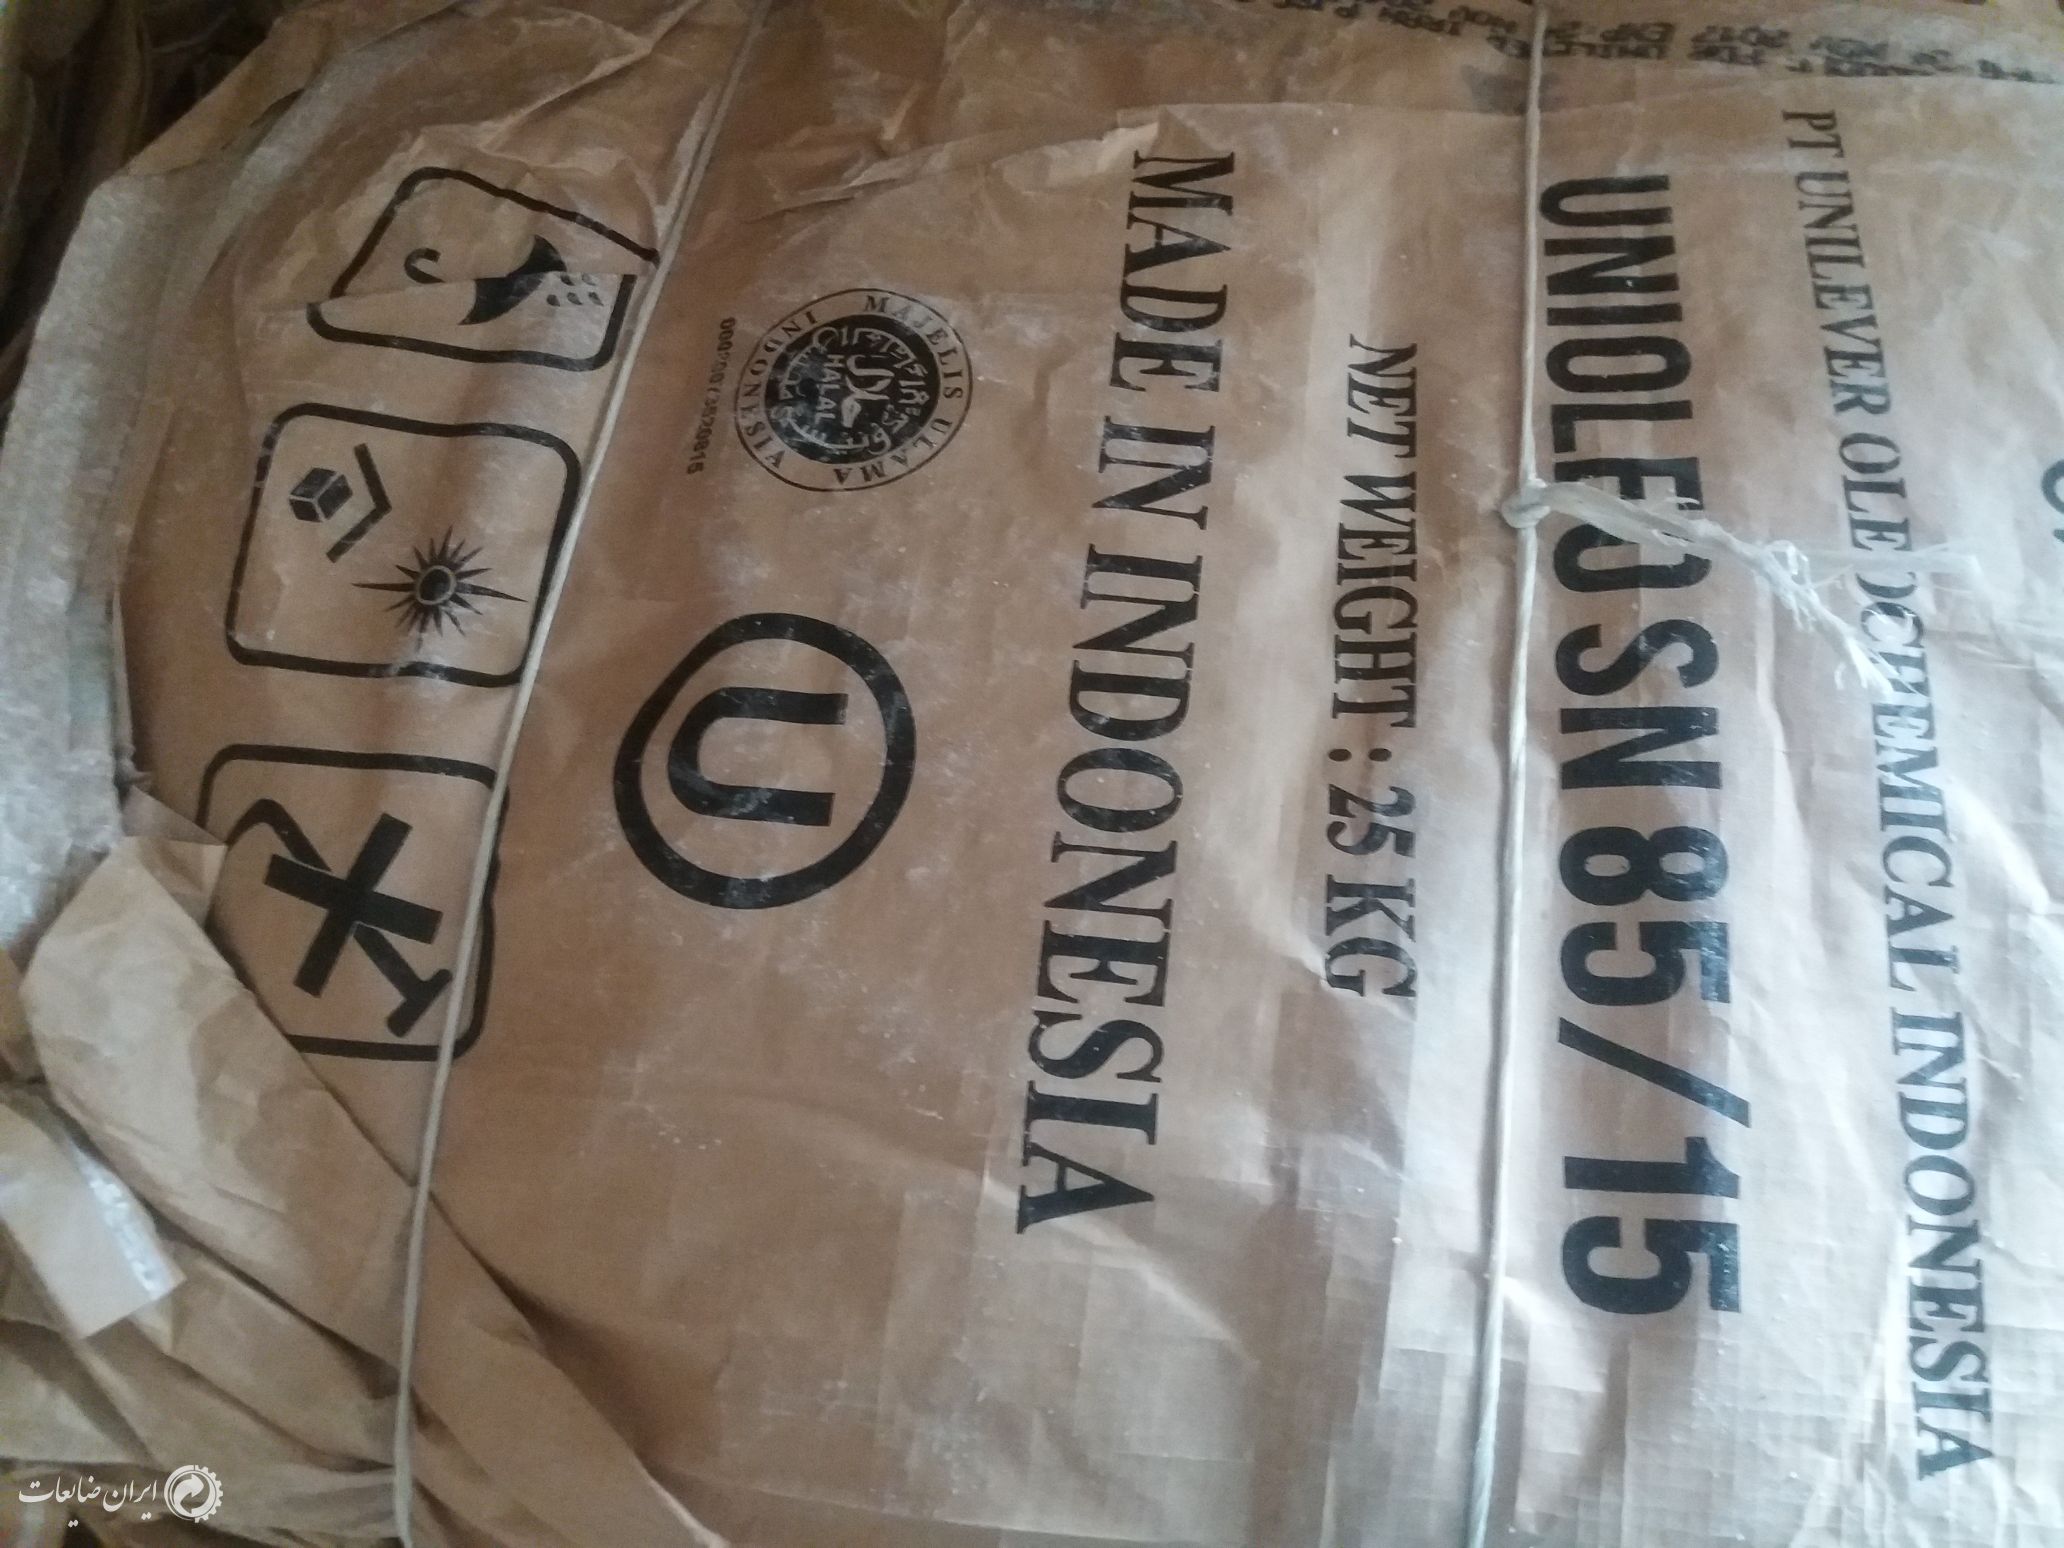 PT UNILEVER OLEOCHEMICAL INDONESIA
UNIOLEO SN 85/15
NET WEIGHT : 25 KG
MADE IN INDONESIA
MAJELIS ULAMA INDONESIA
حلال
HALAL
U
ایران ضایعات